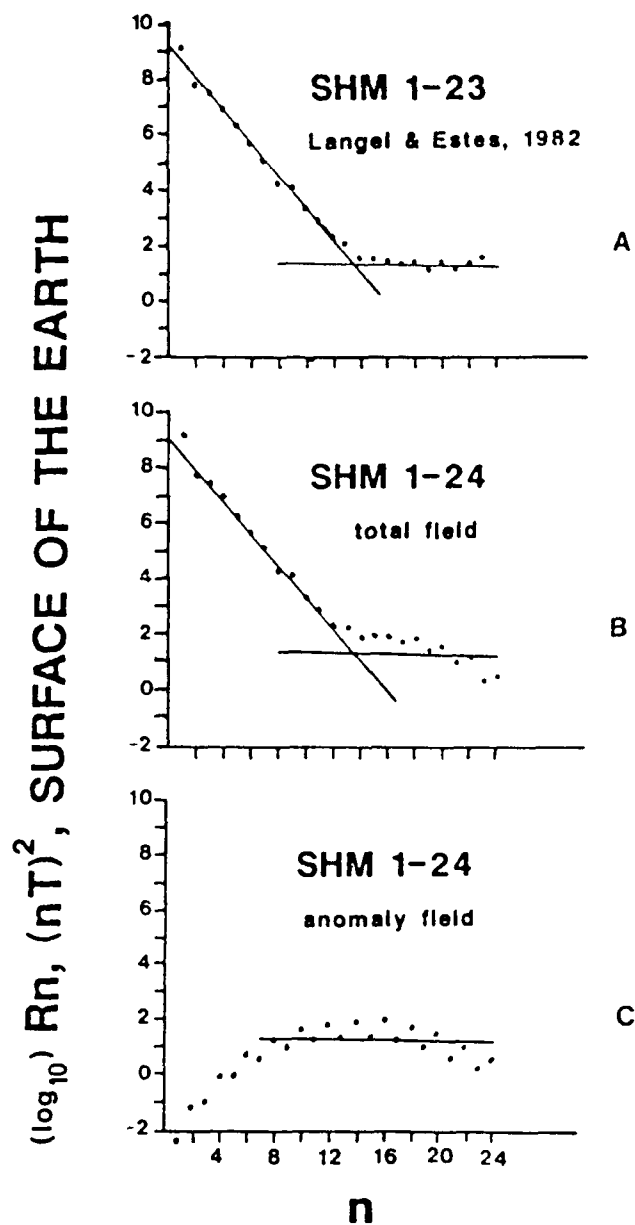 (log10) Rn, (nT)2, SURFACE OF THE EARTH
10
8
6
4
2
0
-2
SHM 1-23
Langel & Estes, 1982
A
10
8
6
4
2
0
-2
SHM 1-24
total field
B
10
8
6
4
2
0
-2
SHM 1-24
anomaly field
C
4 8 12 16 20 24
n